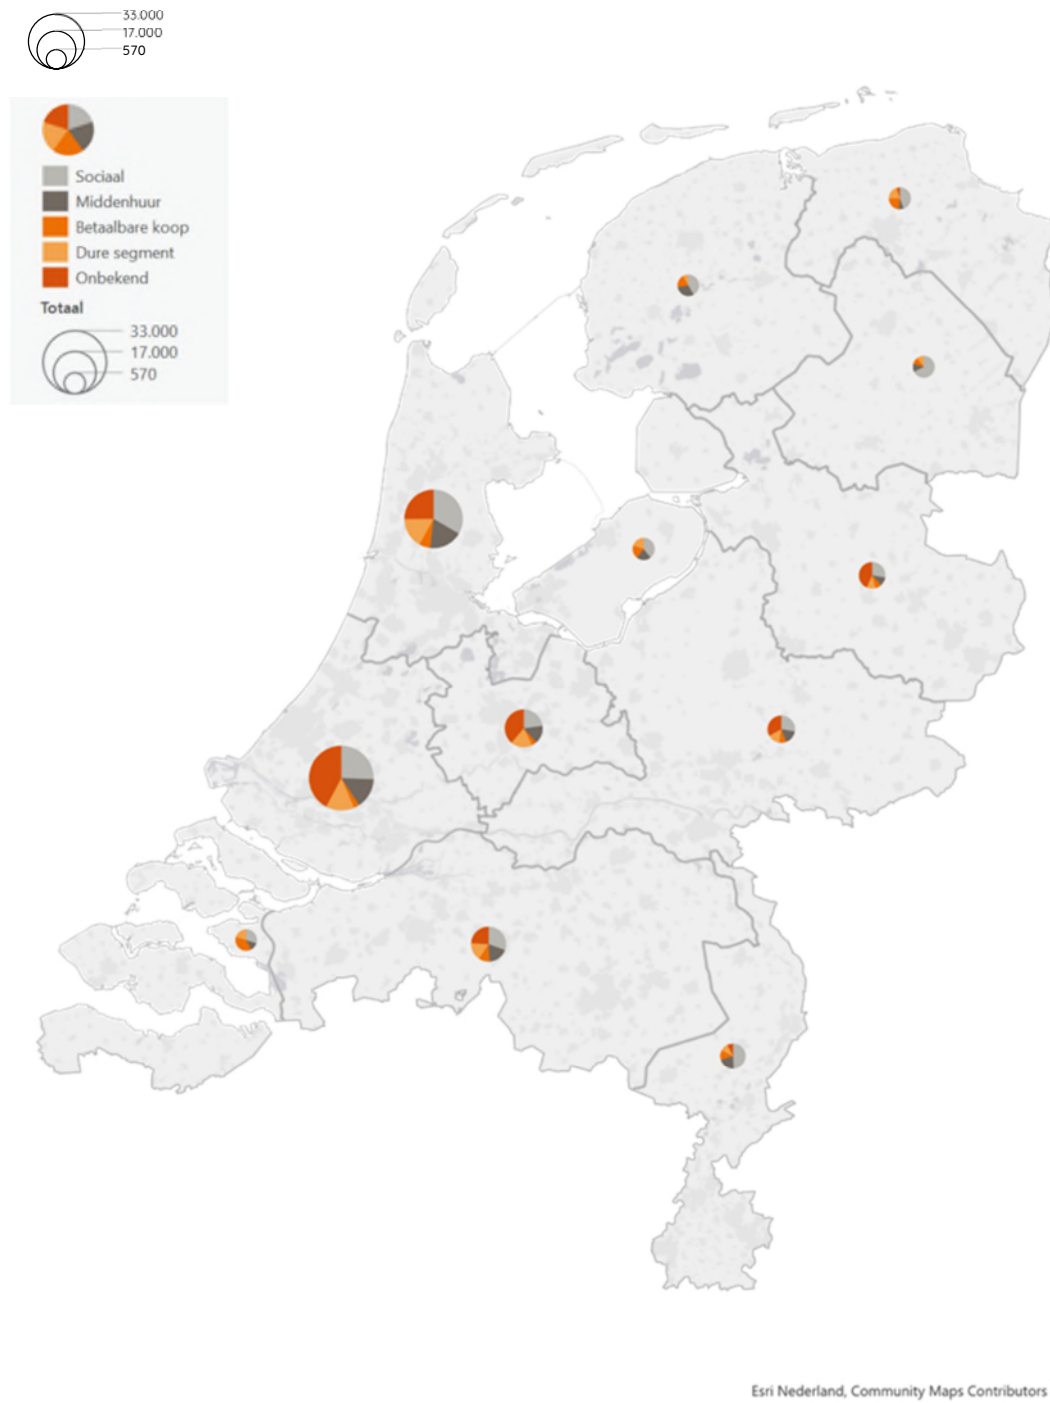 33.000
17.000
570
Sociaal
Middenhuur
Betaalbare koop
Dure segment
Onbekend
Totaal
33.000
17.000
570
Esri Nederland, Community Maps Contributors